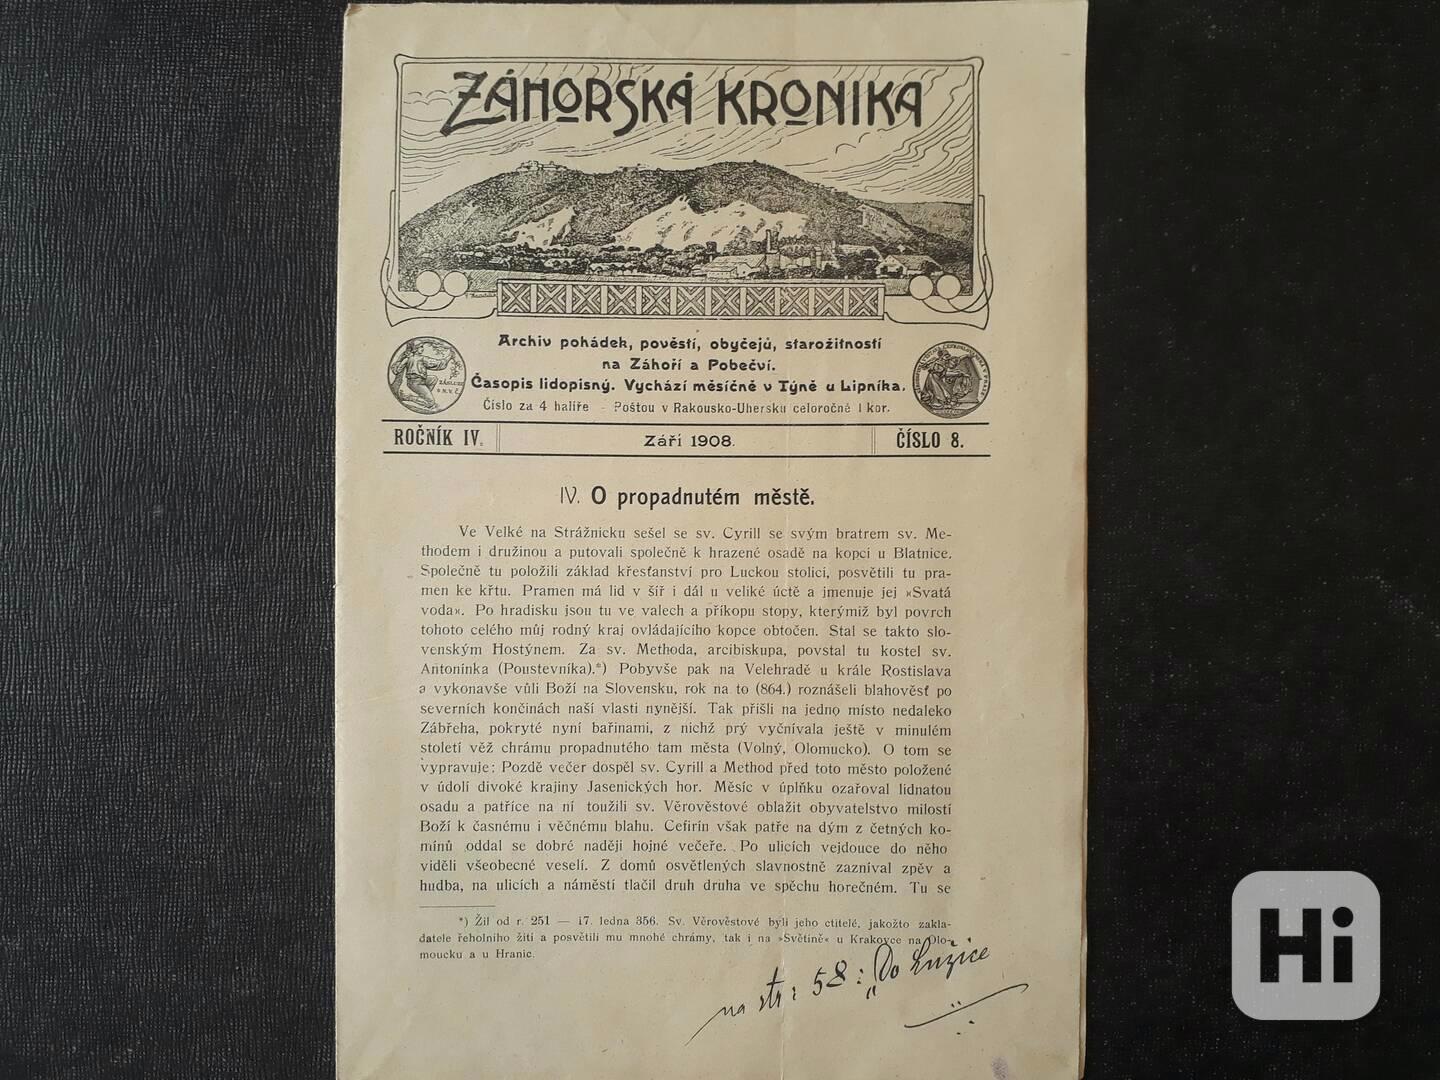 ZÁHORSKÁ KRONIKA
Archiv pohádek, pověstí, obyčejů, starožitností
na Záhoří a Pobečví.
Časopis lidopisný. Vychází měsíčně v Týně u Lipníka.
Číslo za 4 haliře - Poštou v Rakousko-Uhersku celoročně 1 kor.
ROČNÍK IV.
Září 1908.
ČÍSLO 8.
IV. O propadnutém městě.
Ve Velké na Strážnicku sešel se sv. Cyrill se svým bratrem sv. Me-
thodem i družinou a putovali společně k hrazené osadě na kopci u Blatnice.
Společně tu položili základ křesťanství pro Luckou stolici, posvětili tu pra-
men ke křtu. Pramen má lid v šíř i dál u veliké úctě a jmenuje jej »Svatá
voda«. Po hradisku jsou tu ve valech a příkopu stopy, kterýmiž byl povrch
tohoto celého můj rodný kraj ovládajícího kopce obtočen. Stal se takto slo-
venským Hostýnem. Za sv. Methoda, arcibiskupa, povstal tu kostel sv.
Antonínka (Poustevníka).*) Pobyvše pak na Velehradě u krále Rostislava
a vykonavše vůli Boží na Slovensku, rok na to (864.) roznášeli blahověsť po
severních končinách naší vlasti nynější. Tak přišli na jedno místo nedaleko
Zábřeha, pokryté nyní bařinami, z nichž prý vyčnívala ještě v minulém
století věž chrámu propadnutého tam města (Volný, Olomucko). O tom se
vypravuje: Pozdě večer dospěl sv. Cyrill a Method před toto město položené
v údolí divoké krajiny Jasenických hor. Měsíc v úplňku ozařoval lidnatou
osadu a patříce na ní toužili sv. Věrověstové oblažit obyvatelstvo milostí
Boží k časnému i věčnému blahu. Cefirín však patře na dým z četných ko-
mínů oddal se dobré naději hojné večeře. Po ulicích vejdouce do něho
viděli všeobecné veselí. Z domů osvětlených slavnostně zazníval zpěv a
hudba, na ulicích a náměstí tlačil druh druha ve spěchu horečném. Tu se
*) Žil od r. 251 — 17. ledna 356. Sv. Věrověstové byli jeho ctitelé, jakožto zakla-
datele řeholního žití a posvětili mu mnohé chrámy, tak i na »Světině« u Krakovce na Olo-
moucku a u Hranic.
na str: 58: „Do Lužice
Hi